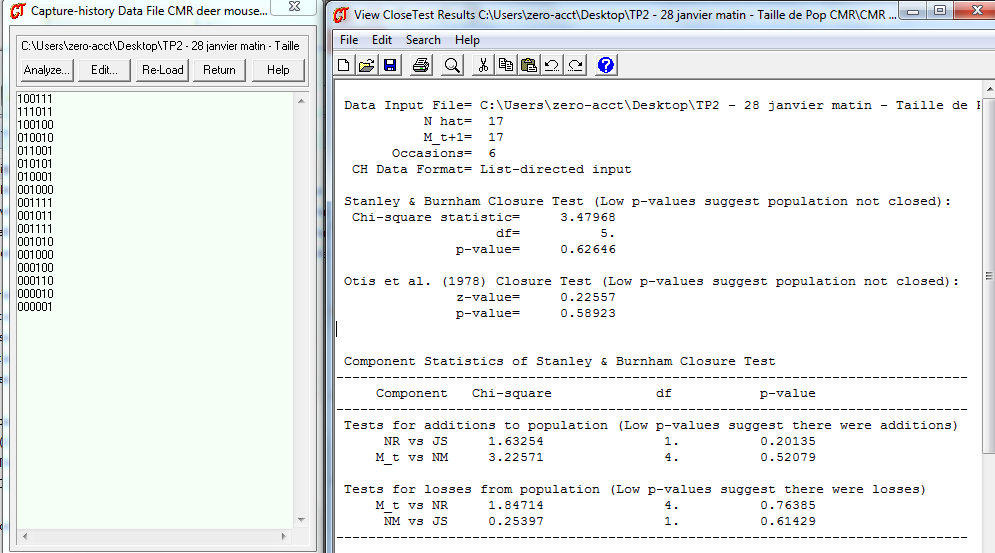 Capture-history Data File CMR deer mouse...
C:\Users\zero-acct\Desktop\TP2 - 28 janvier matin - Taille
Analyze... Edit... Re-Load Return Help
100111
111011
100100
010010
011001
010101
010001
001000
001111
001011
001111
001010
001000
000100
000110
000010
000001
View CloseTest Results C:\Users\zero-acct\Desktop\TP2 - 28 janvier matin - Taille de Pop CMR\CMR ...
File Edit Search Help
Data Input File= C:\Users\zero-acct\Desktop\TP2 - 28 janvier matin - Taille de
N hat= 17
M_t+1= 17
Occasions= 6
CH Data Format= List-directed input
Stanley & Burnham Closure Test (Low p-values suggest population not closed):
Chi-square statistic= 3.47968
df= 5.
p-value= 0.62646
Otis et al. (1978) Closure Test (Low p-values suggest population not closed):
z-value= 0.22557
p-value= 0.58923
Component Statistics of Stanley & Burnham Closure Test
Component Chi-square df p-value
Tests for additions to population (Low p-values suggest there were additions)
NR vs JS 1.63254 1. 0.20135
M_t vs NM 3.22571 4. 0.52079
Tests for losses from population (Low p-values suggest there were losses)
M_t vs NR 1.84714 4. 0.76385
NM vs JS 0.25397 1. 0.61429